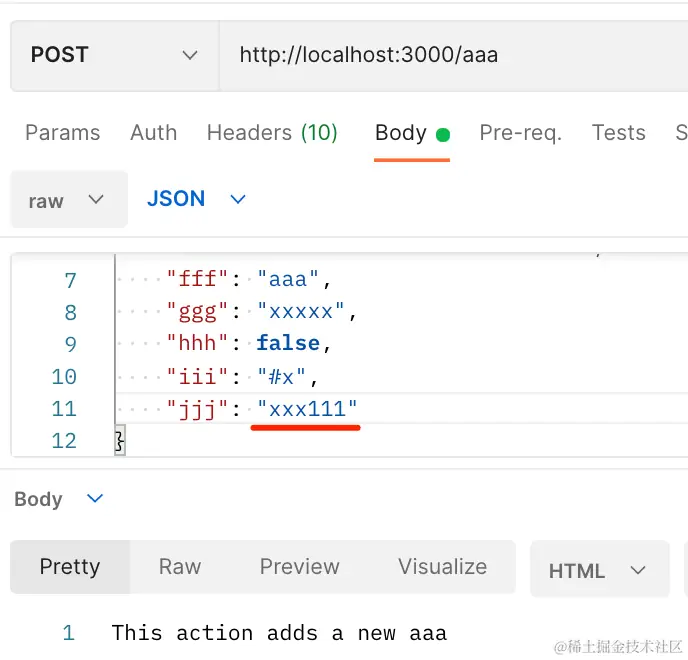 POST http://localhost:3000/aaa
Params Auth Headers (10) Body Pre-req. Tests S
raw JSON
7 "fff": "aaa",
8 "ggg": "xxxxx",
9 "hhh": false,
10 "iii": "#x",
11 "jjj": "xxx111"
12 }
Body
Pretty Raw Preview Visualize HTML
1 This action adds a new aaa
@稀土掘金技术社区